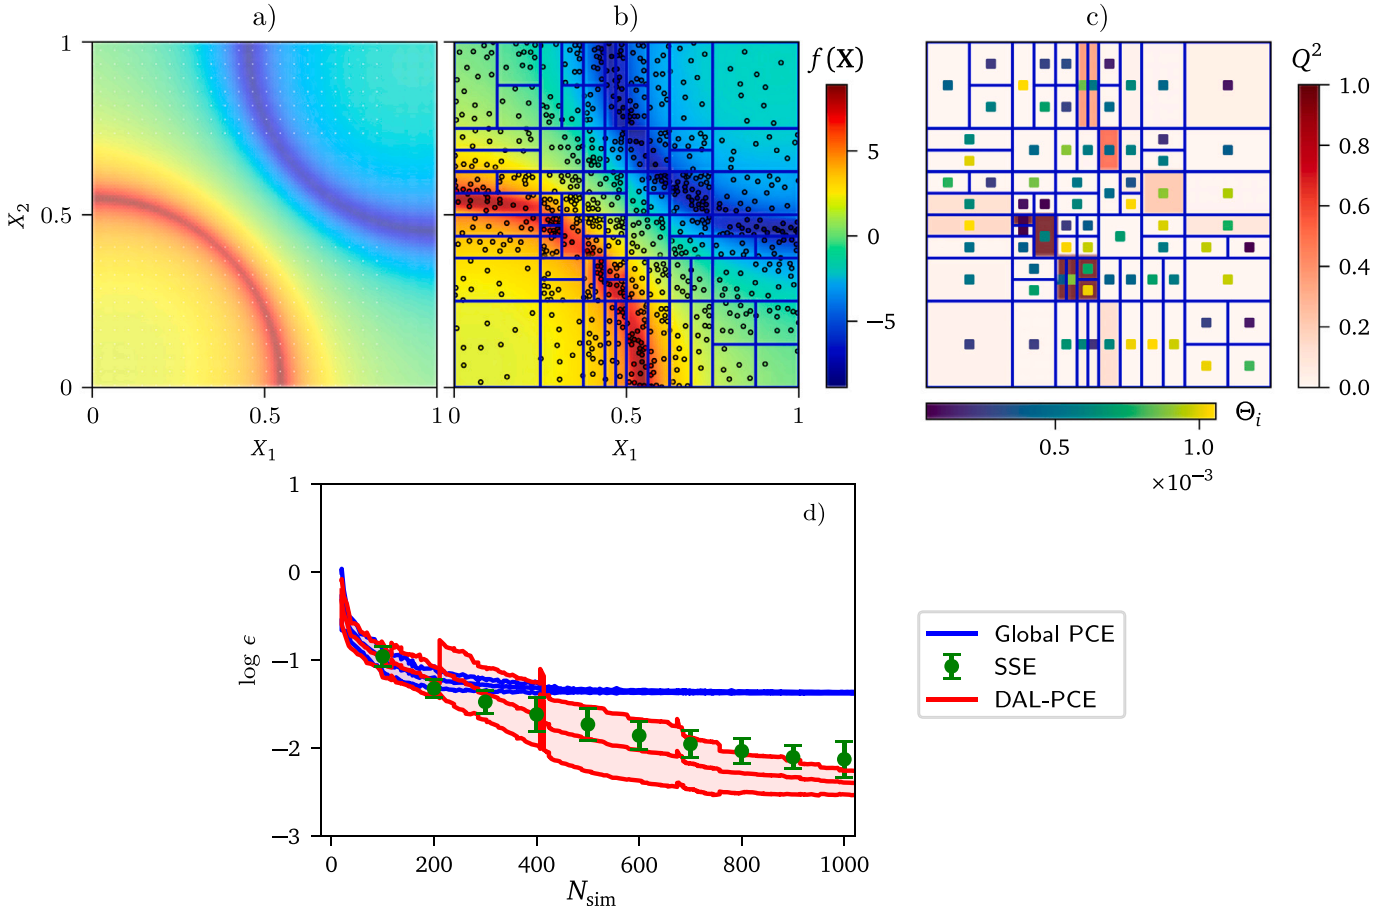 a)
b)
c)
1
X₂
0.5
0
0
0.5
1
X₁
0
0.5
1
X₁
f(X)
5
0
−5
Q²
1.0
0.8
0.6
0.4
0.2
0.0
Θᵢ
0.5
1.0
×10⁻³
d)
1
0
−1
−2
−3
log ϵ
0
200
400
600
800
1000
N_sim
Global PCE
SSE
DAL-PCE